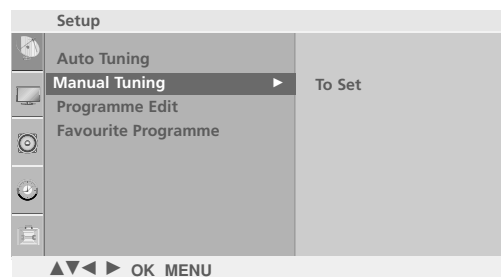 Setup
Auto Tuning
Manual Tuning ► To Set
Programme Edit
Favourite Programme
▲▼◄ ► OK MENU